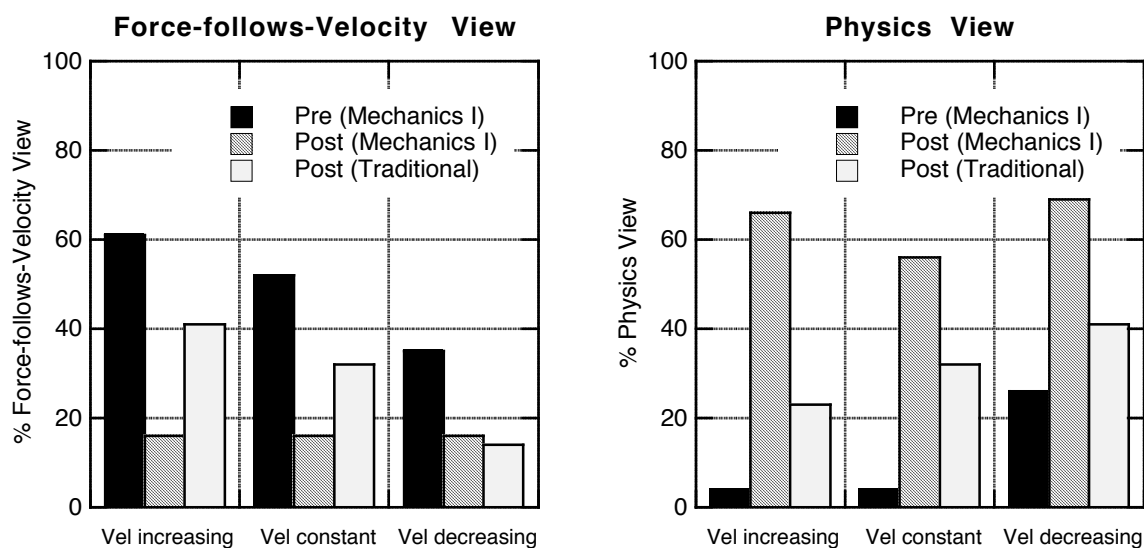 Force-follows-Velocity View
% Force-follows-Velocity View
100
80
60
40
20
0
Pre (Mechanics I)
Post (Mechanics I)
Post (Traditional)
Vel increasing Vel constant Vel decreasing
Physics View
% Physics View
100
80
60
40
20
0
Pre (Mechanics I)
Post (Mechanics I)
Post (Traditional)
Vel increasing Vel constant Vel decreasing